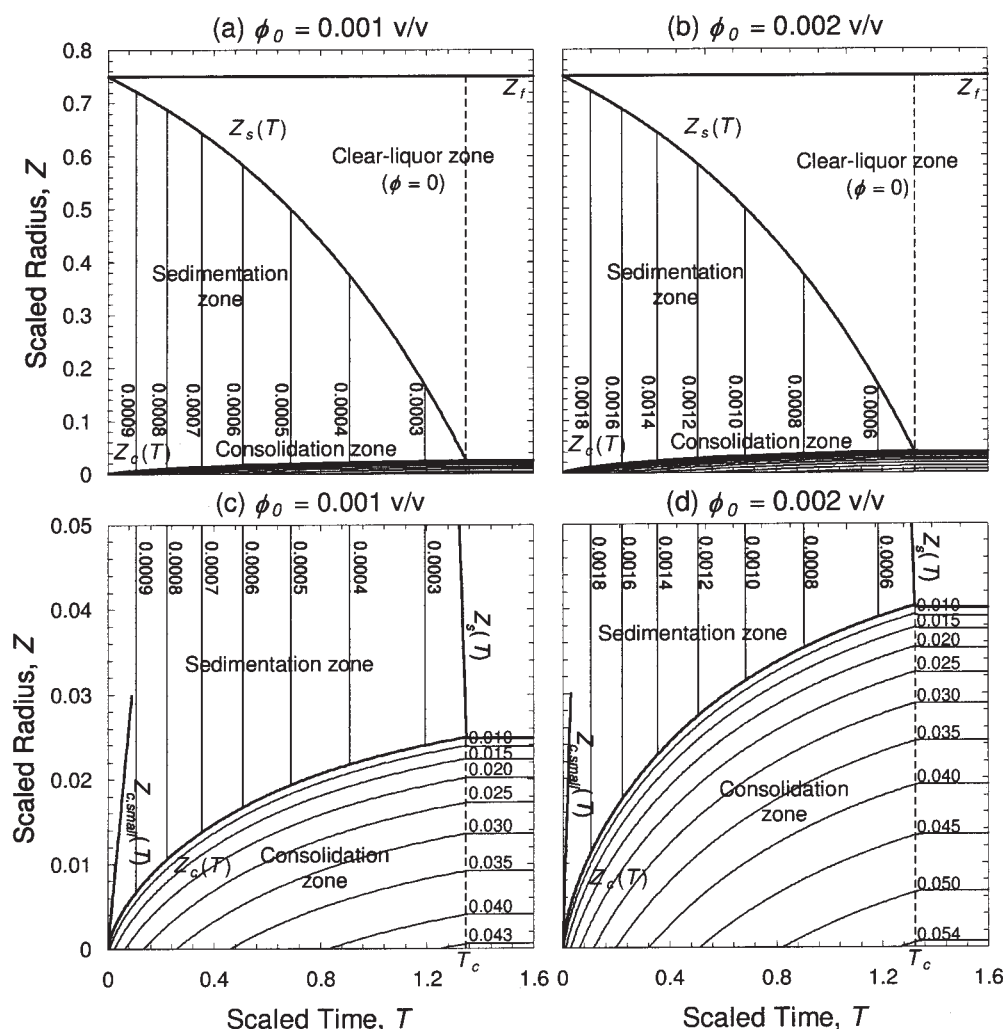 (a) ϕ0 = 0.001 v/v
(b) ϕ0 = 0.002 v/v
Scaled Radius, Z
0.8
0.7
0.6
0.5
0.4
0.3
0.2
0.1
0
Zf
Zs(T)
Clear-liquor zone
(ϕ = 0)
Sedimentation
zone
0.0009
0.0008
0.0007
0.0006
0.0005
0.0004
0.0003
Zc(T)
Consolidation zone
Zf
Zs(T)
Clear-liquor zone
(ϕ = 0)
Sedimentation
zone
0.0018
0.0016
0.0014
0.0012
0.0010
0.0008
0.0006
Zc(T)
Consolidation zone
(c) ϕ0 = 0.001 v/v
(d) ϕ0 = 0.002 v/v
Scaled Radius, Z
0.05
0.04
0.03
0.02
0.01
0
0.0009
0.0008
0.0007
0.0006
0.0005
0.0004
0.0003
Zs(T)
Sedimentation zone
Zc,small(T)
Zc(T)
Consolidation
zone
0.010
0.015
0.020
0.025
0.030
0.035
0.040
0.043
0
0.4
0.8
1.2
Tc
1.6
Scaled Time, T
0.0018
0.0016
0.0014
0.0012
0.0010
0.0008
0.0006
Zs(T)
Sedimentation zone
Zc,small(T)
Zc(T)
Consolidation
zone
0.010
0.015
0.020
0.025
0.030
0.035
0.040
0.045
0.050
0.054
0
0.4
0.8
1.2
Tc
1.6
Scaled Time, T